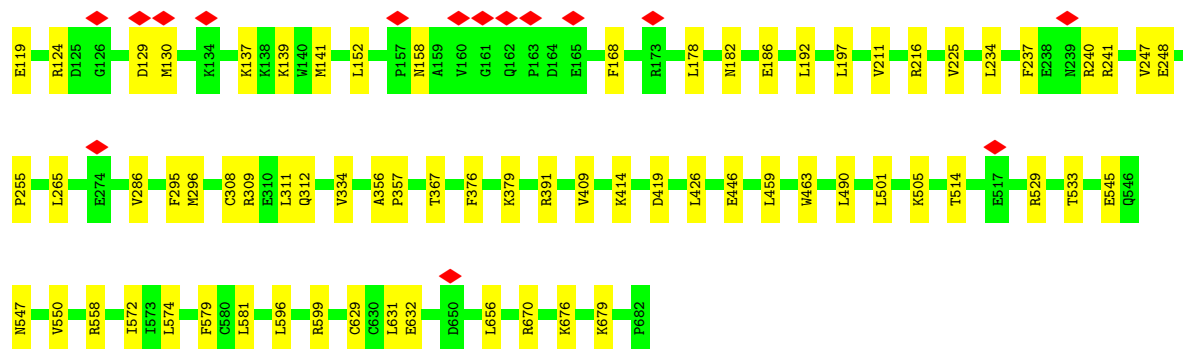 E119 R124 D125 G126 D129 M130 K134 K137 K138 K139 W140 M141 L152 P157 N158 A159 V160 G161 Q162 P163 D164 E165 F168 R173 L178 N182 E186 L192 L197 V211 R216 V225 L234 F237 E238 N239 R240 R241 V247 E248
P255 L265 E274 V286 F295 M296 C308 R309 E310 L311 Q312 V334 A356 P357 T367 F376 K379 R391 V409 K414 D419 L426 E446 L459 W463 L490 L501 K505 T514 E517 R529 T533 E545 Q546
N547 V550 R558 I572 I573 L574 F579 C580 L581 L596 R599 C629 C630 L631 E632 D650 L656 R670 K676 K679 P682